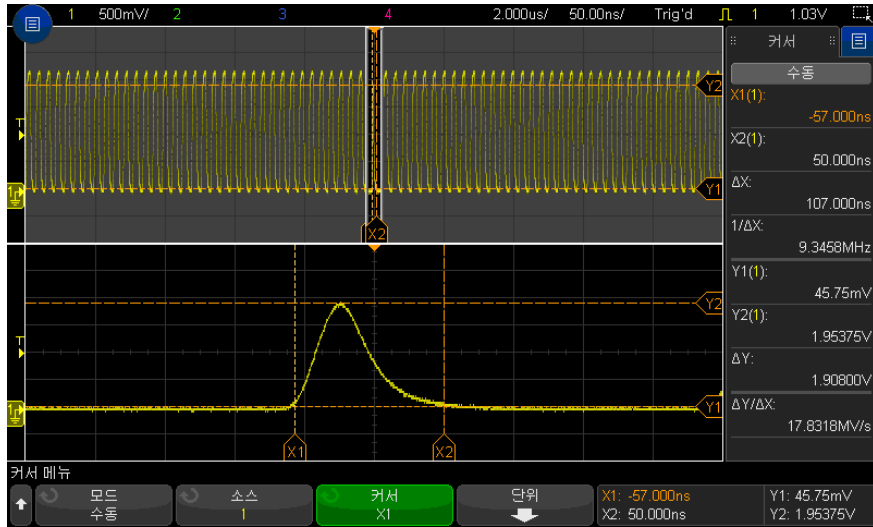 1 500mV/ 2 3 4 2.000us/ 50.00ns/ Trig'd 1 1.03V
커서
수동
X1(1):
-57.000ns
X2(1):
50.000ns
ΔX:
107.000ns
1/ΔX:
9.3458MHz
Y1(1):
45.75mV
Y2(1):
1.95375V
ΔY:
1.90800V
ΔY/ΔX:
17.8318MV/s
T
Y2
1
Y1
X2
Y2
T
1
Y1
X1 X2
커서 메뉴
모드
수동
소스
1
커서
X1
단위
X1: -57.000ns
X2: 50.000ns
Y1: 45.75mV
Y2: 1.95375V